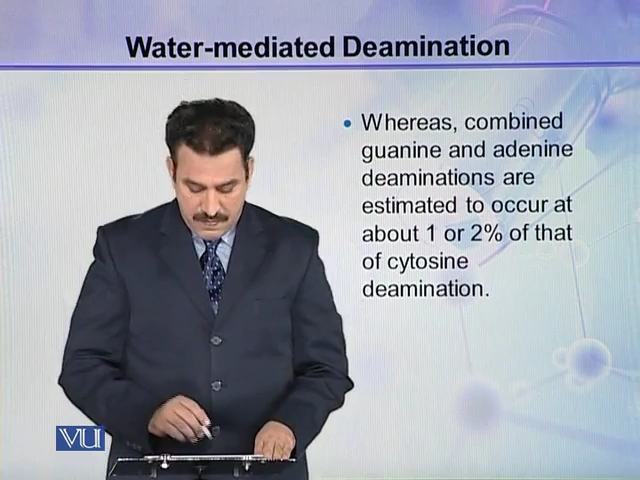 Water-mediated Deamination
• Whereas, combined
guanine and adenine
deaminations are
estimated to occur at
about 1 or 2% of that
of cytosine
deamination.
VU